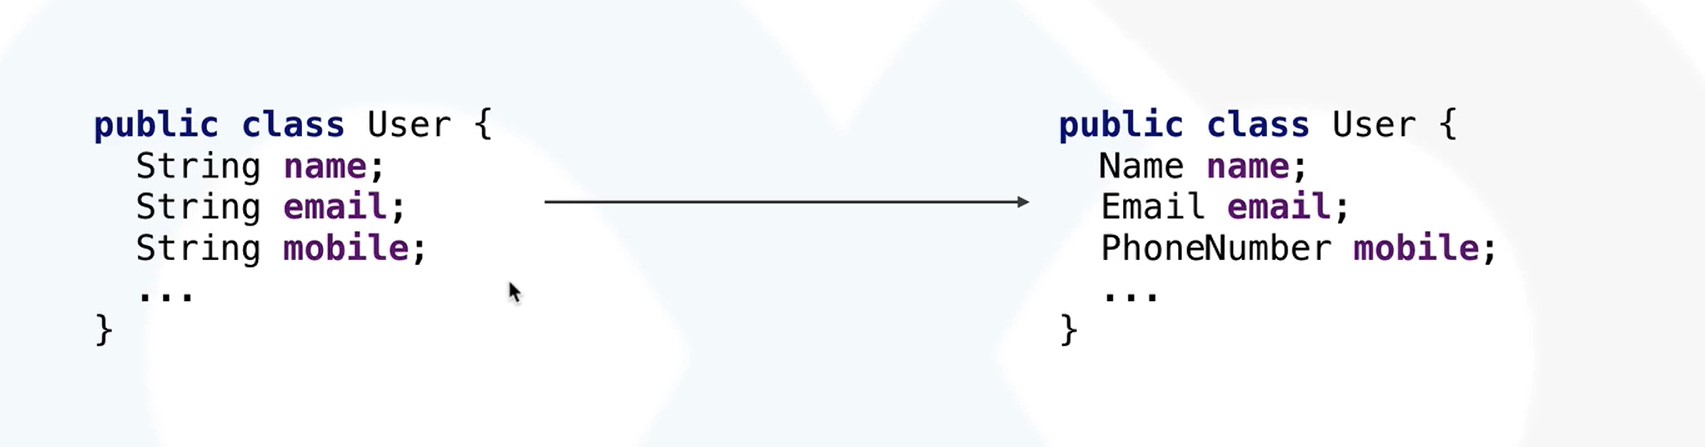 public class User {
String name;
String email;
String mobile;
...
}
public class User {
Name name;
Email email;
PhoneNumber mobile;
...
}